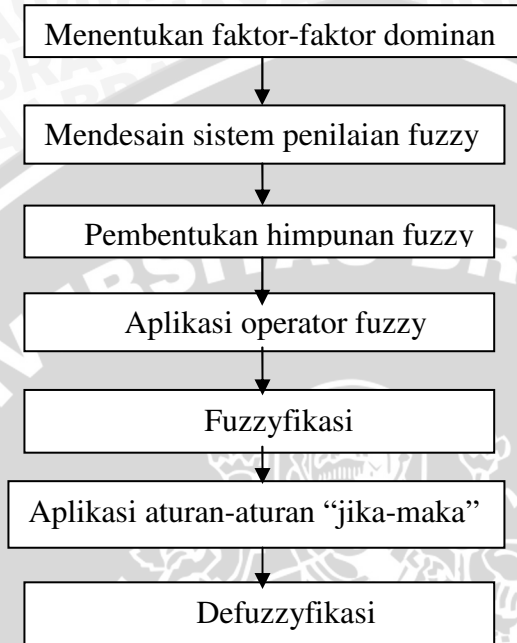 Menentukan faktor-faktor dominan
Mendesain sistem penilaian fuzzy
Pembentukan himpunan fuzzy
Aplikasi operator fuzzy
Fuzzyfikasi
Aplikasi aturan-aturan “jika-maka”
Defuzzyfikasi